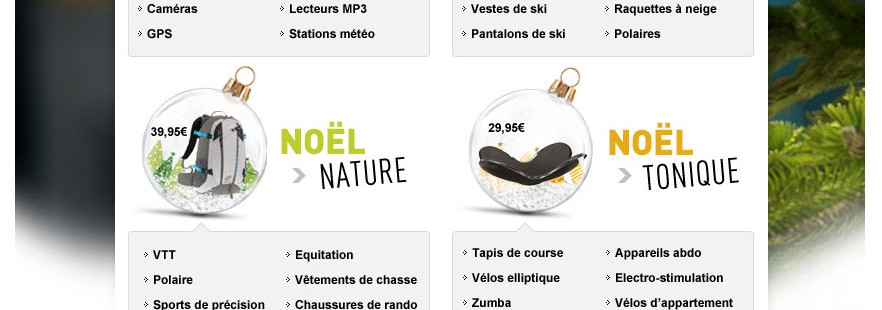 Caméras
Lecteurs MP3
GPS
Stations météo
Vestes de ski
Raquettes à neige
Pantalons de ski
Polaires
39,95€
NOËL
NATURE
29,95€
NOËL
TONIQUE
VTT
Equitation
Polaire
Vêtements de chasse
Sports de précision
Chaussures de rando
Tapis de course
Appareils abdo
Vélos elliptique
Electro-stimulation
Zumba
Vélos d'appartement